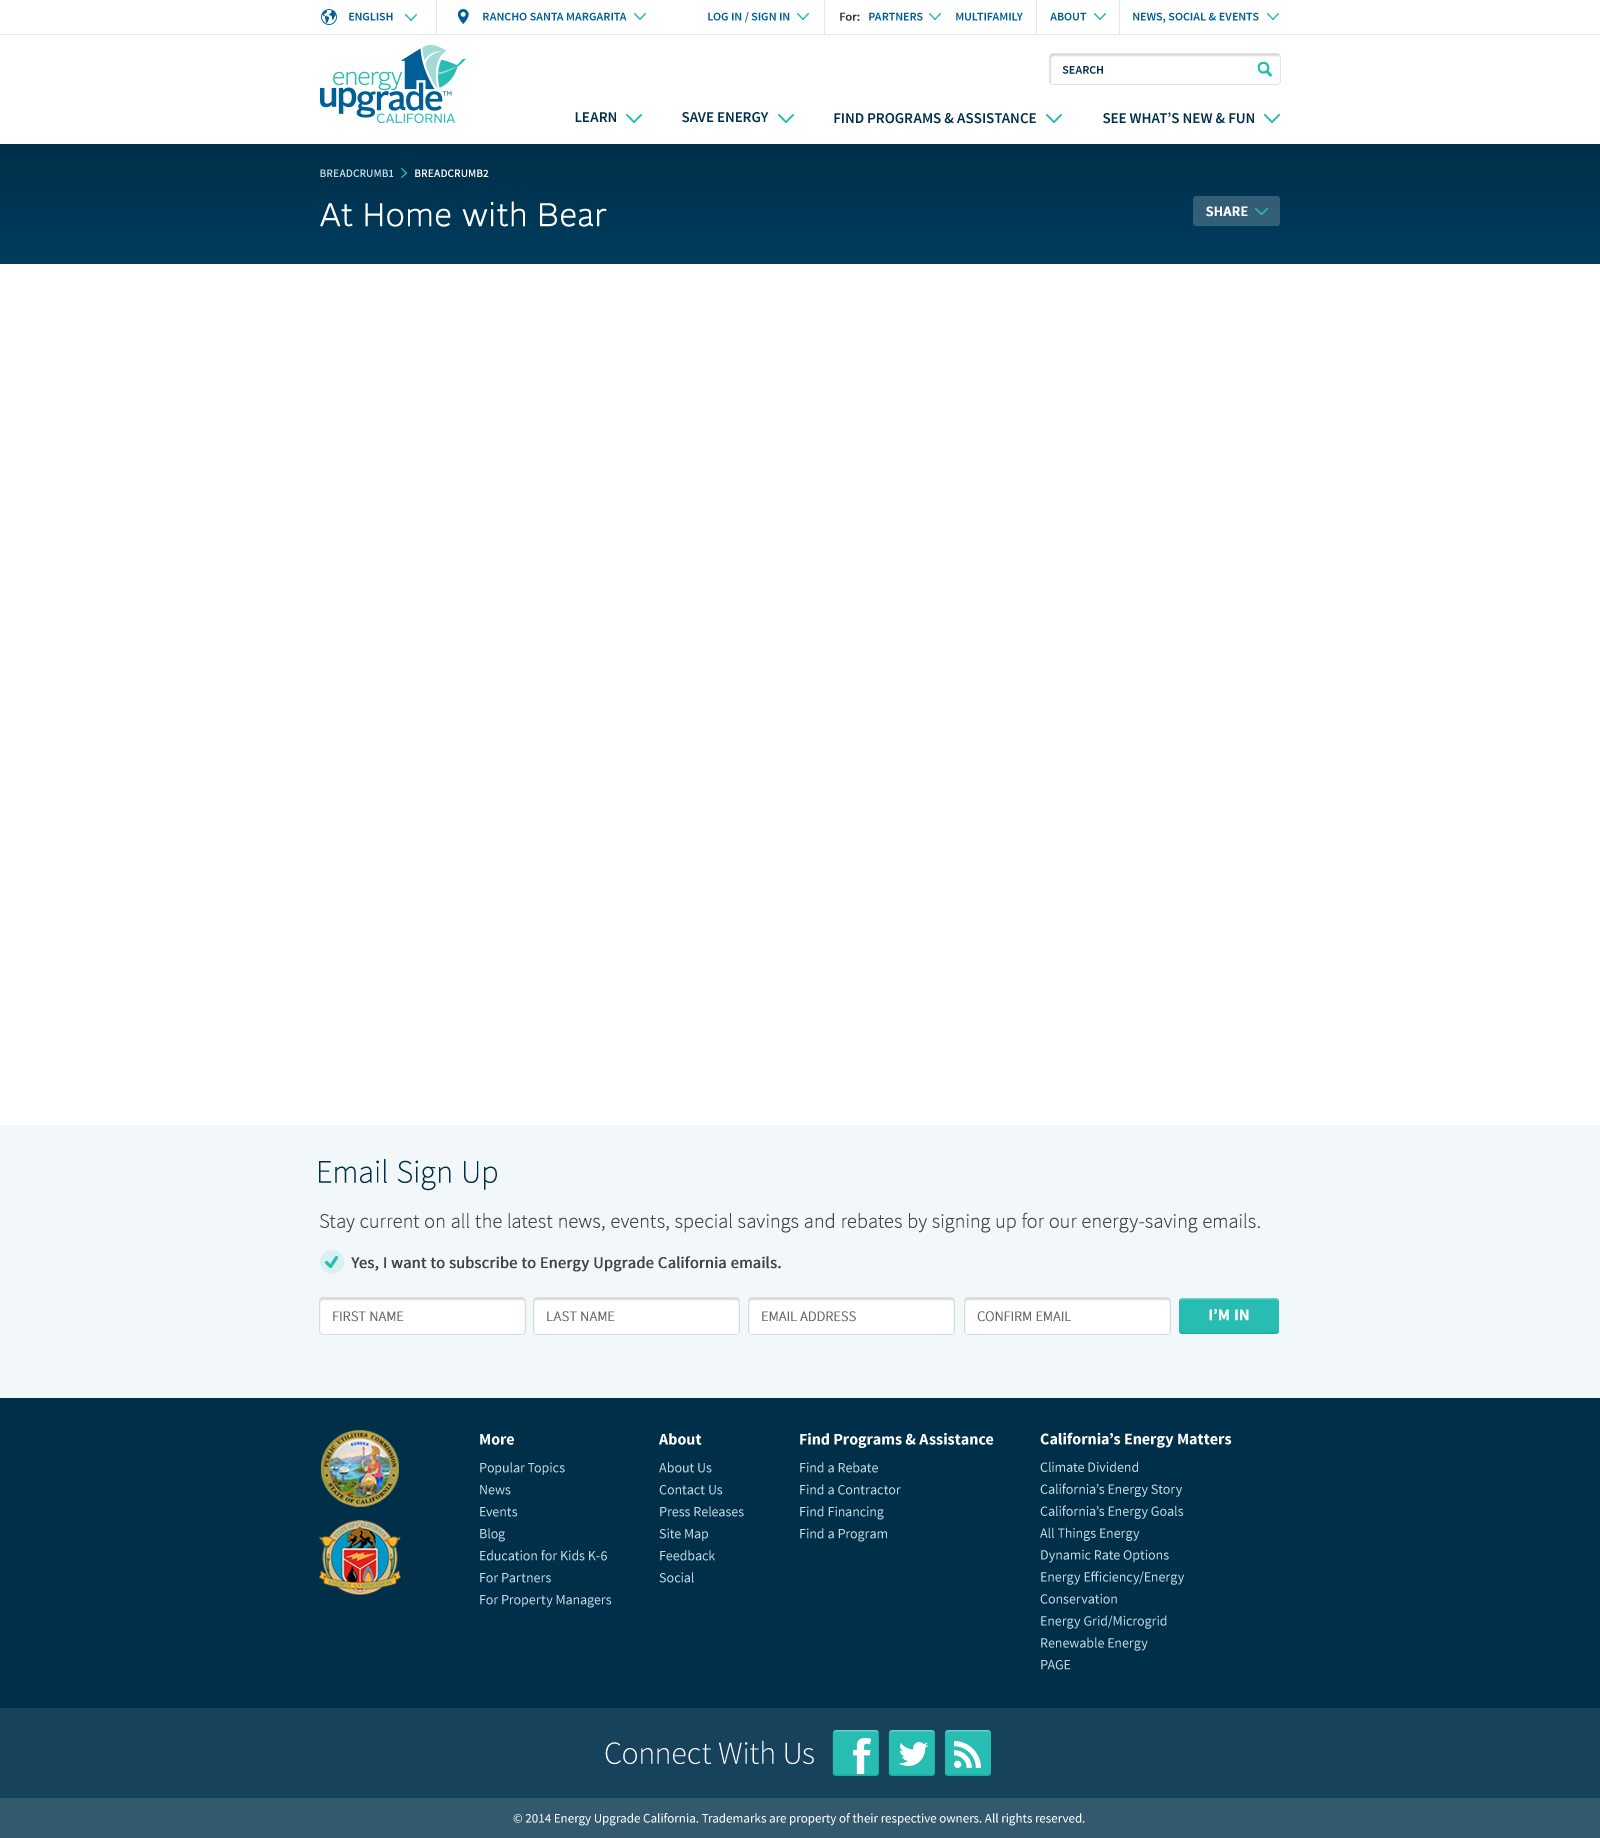 ENGLISH
RANCHO SANTA MARGARITA
LOG IN / SIGN IN
For: PARTNERS
MULTIFAMILY
ABOUT
NEWS, SOCIAL & EVENTS
energy
upgrade™
CALIFORNIA
SEARCH
LEARN
SAVE ENERGY
FIND PROGRAMS & ASSISTANCE
SEE WHAT’S NEW & FUN
BREADCRUMB1
BREADCRUMB2
At Home with Bear
SHARE
Email Sign Up
Stay current on all the latest news, events, special savings and rebates by signing up for our energy-saving emails.
Yes, I want to subscribe to Energy Upgrade California emails.
FIRST NAME
LAST NAME
EMAIL ADDRESS
CONFIRM EMAIL
I’M IN
PUBLIC UTILITIES COMMISSION
EUREKA
STATE OF CALIFORNIA
More
Popular Topics
News
Events
Blog
Education for Kids K-6
For Partners
For Property Managers
About
About Us
Contact Us
Press Releases
Site Map
Feedback
Social
Find Programs & Assistance
Find a Rebate
Find a Contractor
Find Financing
Find a Program
California’s Energy Matters
Climate Dividend
California’s Energy Story
California’s Energy Goals
All Things Energy
Dynamic Rate Options
Energy Efficiency/Energy
Conservation
Energy Grid/Microgrid
Renewable Energy
PAGE
Connect With Us
© 2014 Energy Upgrade California. Trademarks are property of their respective owners. All rights reserved.